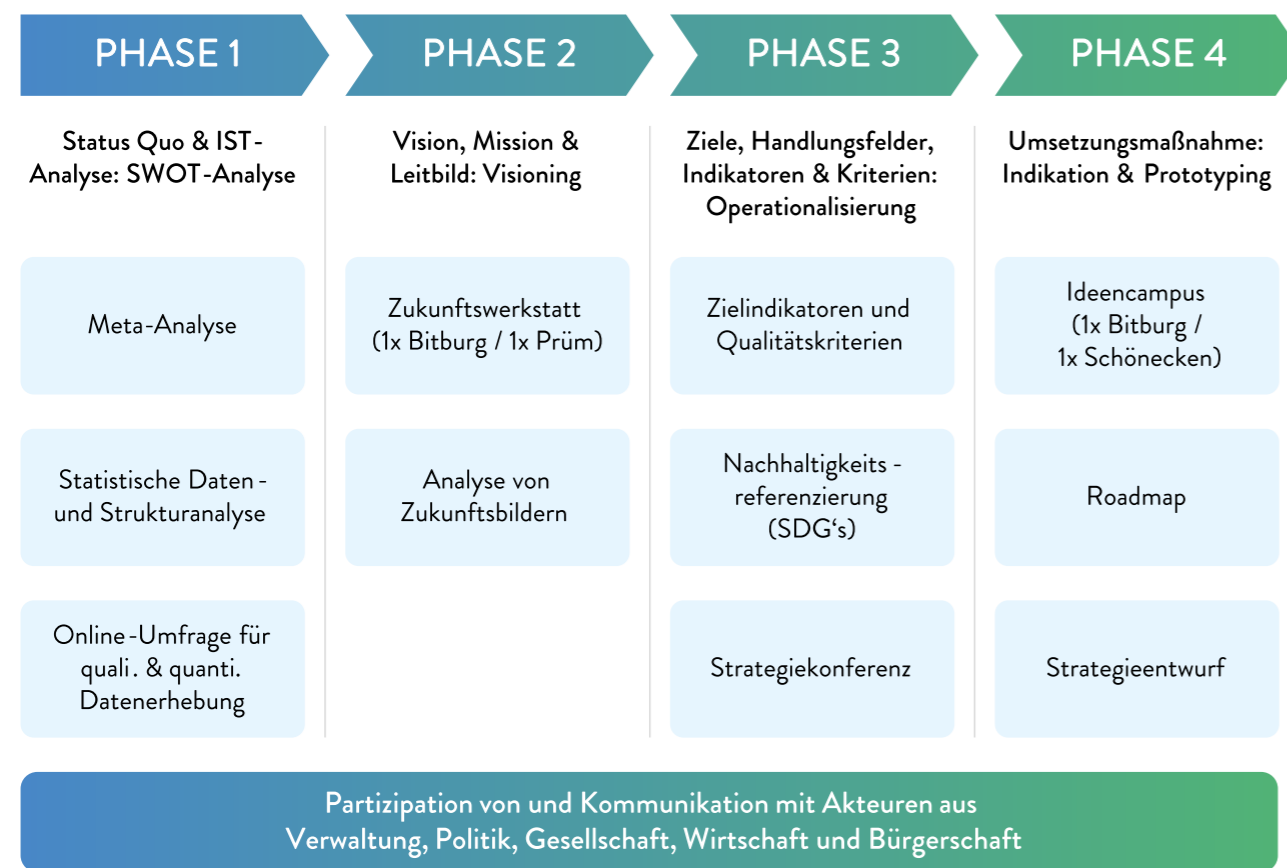 PHASE 1
PHASE 2
PHASE 3
PHASE 4
Status Quo & IST-
Analyse: SWOT-Analyse
Vision, Mission &
Leitbild: Visioning
Ziele, Handlungsfelder,
Indikatoren & Kriterien:
Operationalisierung
Umsetzungsmaßnahme:
Indikation & Prototyping
Meta-Analyse
Zukunftswerkstatt
(1x Bitburg / 1x Prüm)
Zielindikatoren und
Qualitätskriterien
Ideencampus
(1x Bitburg /
1x Schönecken)
Statistische Daten-
und Strukturanalyse
Analyse von
Zukunftsbildern
Nachhaltigkeits-
referenzierung
(SDG‘s)
Roadmap
Online-Umfrage für
quali. & quanti.
Datenerhebung
Strategiekonferenz
Strategieentwurf
Partizipation von und Kommunikation mit Akteuren aus
Verwaltung, Politik, Gesellschaft, Wirtschaft und Bürgerschaft